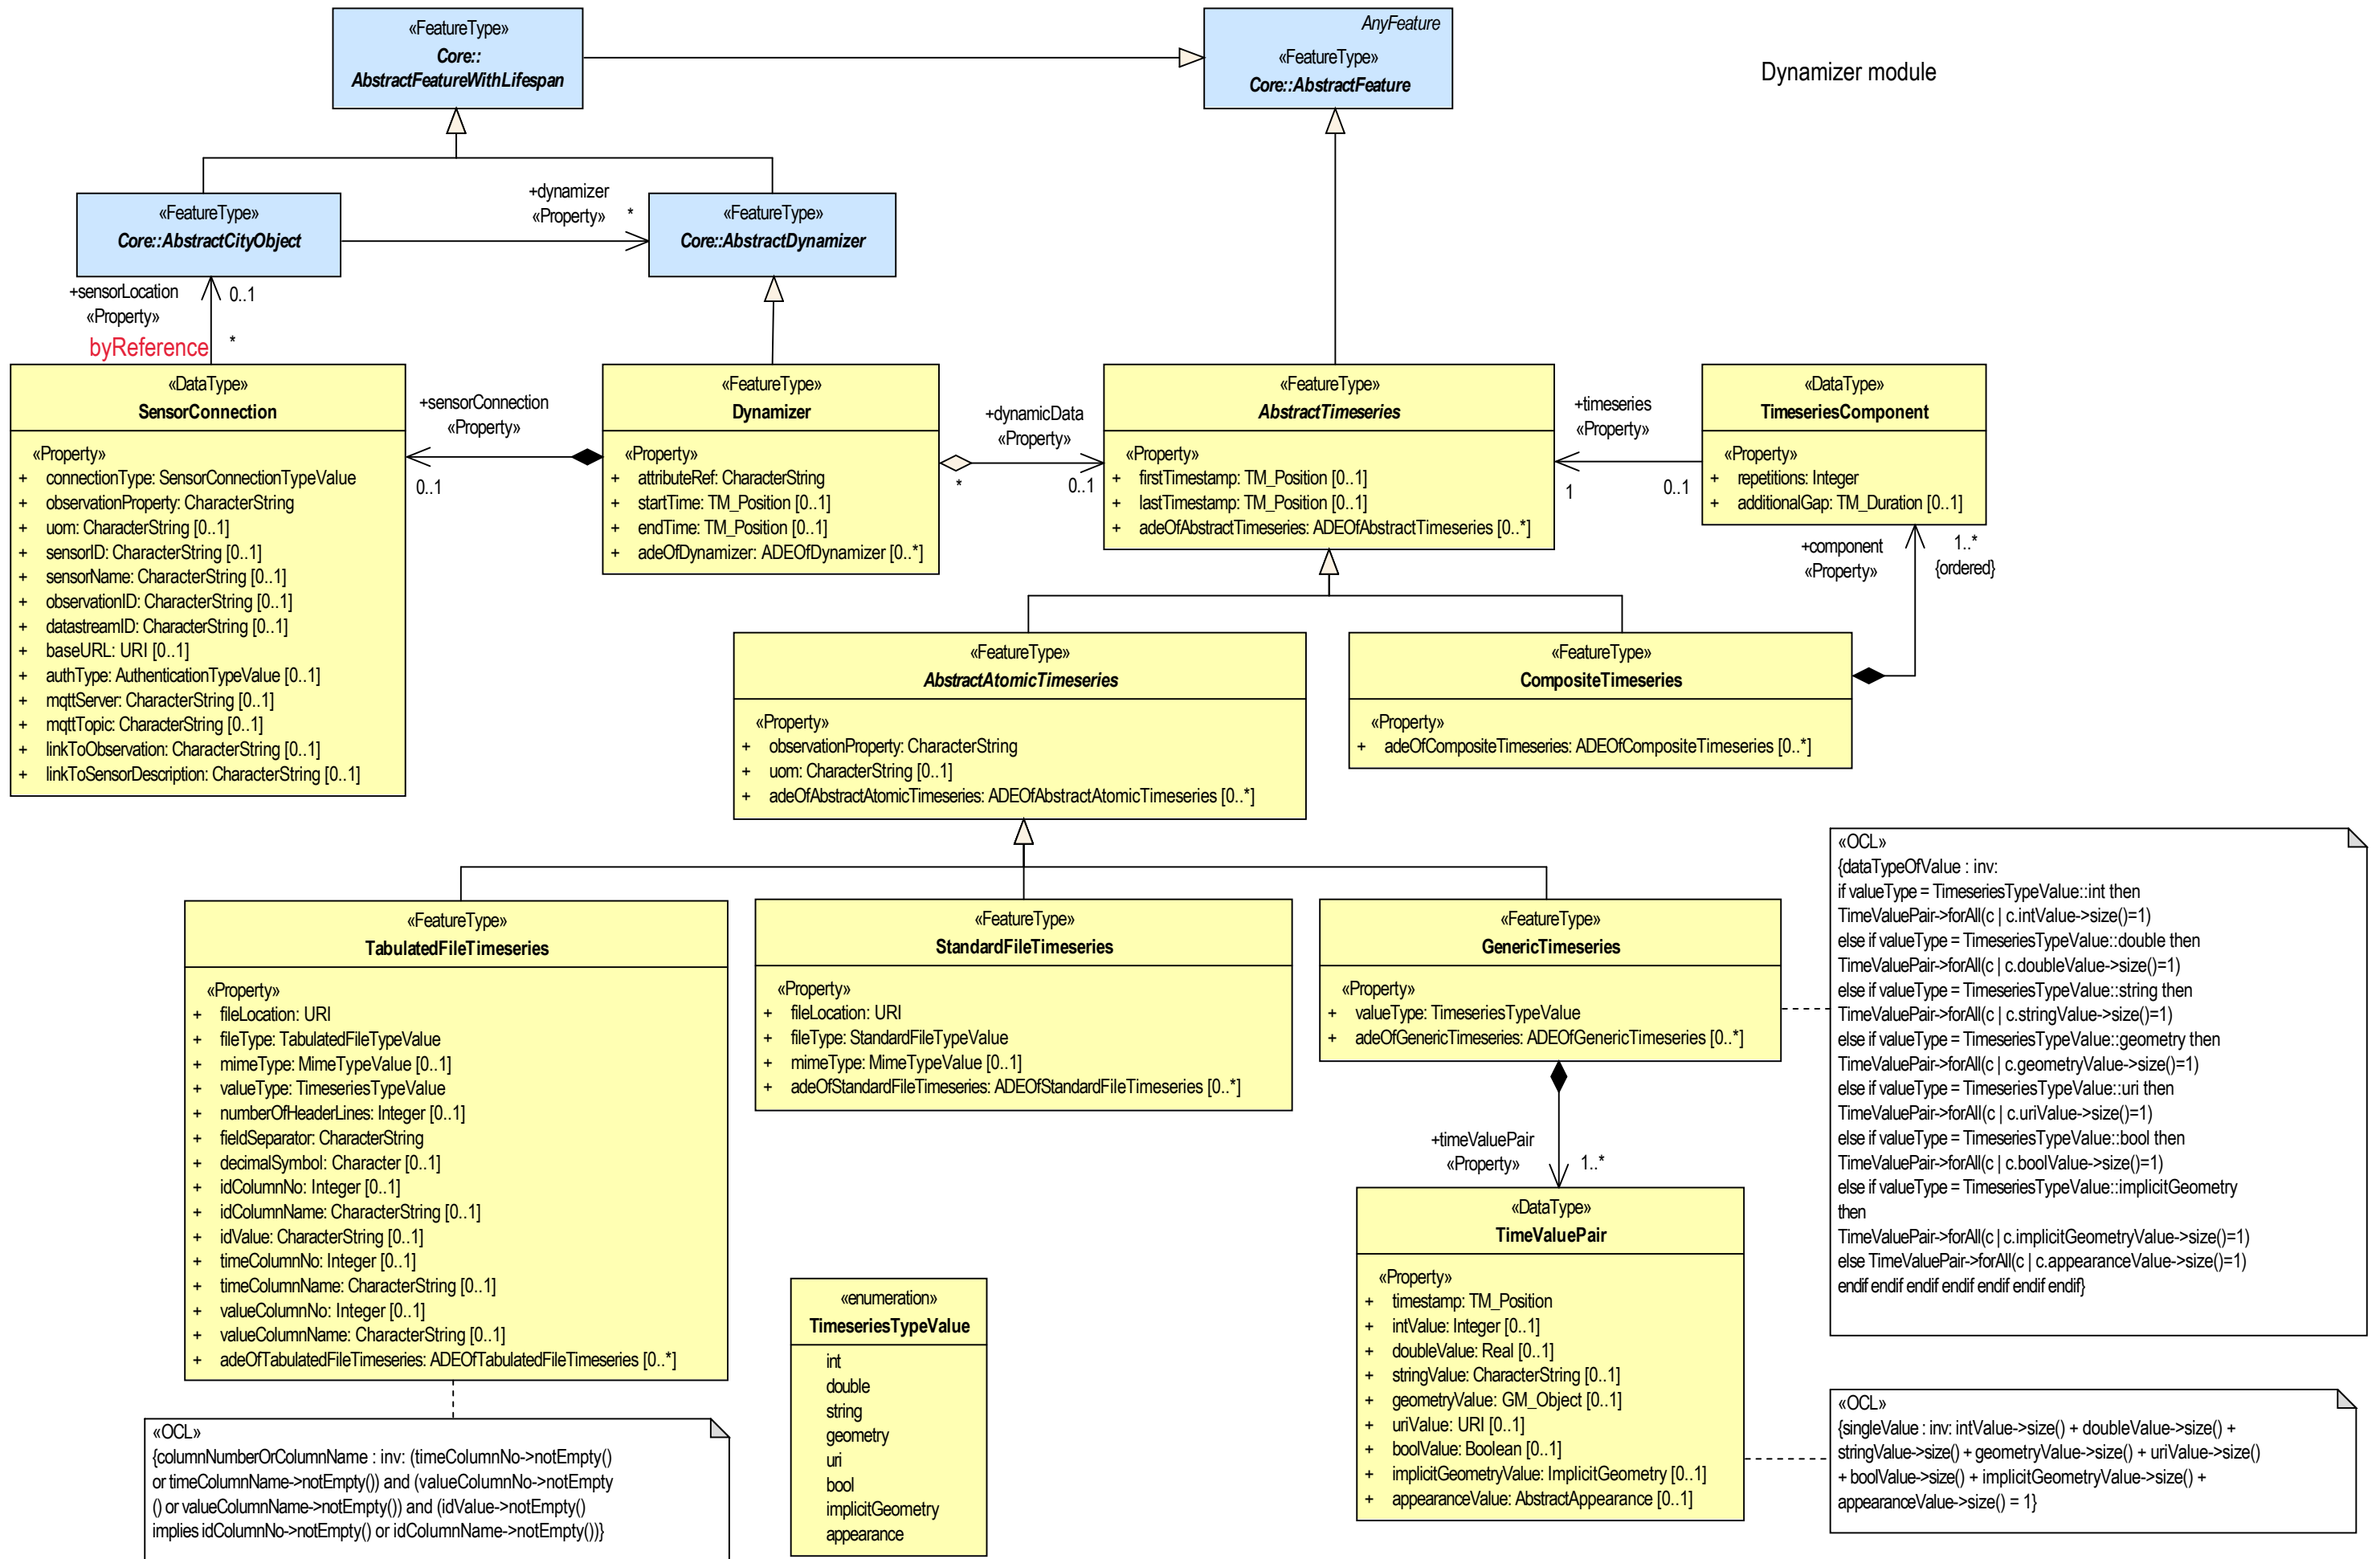 «FeatureType»
Core::
AbstractFeatureWithLifespan
AnyFeature
«FeatureType»
Core::AbstractFeature
Dynamizer module
«FeatureType»
Core::AbstractCityObject
+dynamizer
«Property»
*
«FeatureType»
Core::AbstractDynamizer
+sensorLocation
«Property»
0..1
byReference
*
«DataType»
SensorConnection
«Property»
+ connectionType: SensorConnectionTypeValue
+ observationProperty: CharacterString
+ uom: CharacterString [0..1]
+ sensorID: CharacterString [0..1]
+ sensorName: CharacterString [0..1]
+ observationID: CharacterString [0..1]
+ datastreamID: CharacterString [0..1]
+ baseURL: URI [0..1]
+ authType: AuthenticationTypeValue [0..1]
+ mqttServer: CharacterString [0..1]
+ mqttTopic: CharacterString [0..1]
+ linkToObservation: CharacterString [0..1]
+ linkToSensorDescription: CharacterString [0..1]
+sensorConnection
«Property»
0..1
«FeatureType»
Dynamizer
«Property»
+ attributeRef: CharacterString
+ startTime: TM_Position [0..1]
+ endTime: TM_Position [0..1]
+ adeOfDynamizer: ADEOfDynamizer [0..*]
+dynamicData
«Property»
*
0..1
«FeatureType»
AbstractTimeseries
«Property»
+ firstTimestamp: TM_Position [0..1]
+ lastTimestamp: TM_Position [0..1]
+ adeOfAbstractTimeseries: ADEOfAbstractTimeseries [0..*]
+timeseries
«Property»
1
0..1
«DataType»
TimeseriesComponent
«Property»
+ repetitions: Integer
+ additionalGap: TM_Duration [0..1]
+component
«Property»
1..*
{ordered}
«FeatureType»
AbstractAtomicTimeseries
«Property»
+ observationProperty: CharacterString
+ uom: CharacterString [0..1]
+ adeOfAbstractAtomicTimeseries: ADEOfAbstractAtomicTimeseries [0..*]
«FeatureType»
CompositeTimeseries
«Property»
+ adeOfCompositeTimeseries: ADEOfCompositeTimeseries [0..*]
«FeatureType»
TabulatedFileTimeseries
«Property»
+ fileLocation: URI
+ fileType: TabulatedFileTypeValue
+ mimeType: MimeTypeValue [0..1]
+ valueType: TimeseriesTypeValue
+ numberOfHeaderLines: Integer [0..1]
+ fieldSeparator: CharacterString
+ decimalSymbol: Character [0..1]
+ idColumnNo: Integer [0..1]
+ idColumnName: CharacterString [0..1]
+ idValue: CharacterString [0..1]
+ timeColumnNo: Integer [0..1]
+ timeColumnName: CharacterString [0..1]
+ valueColumnNo: Integer [0..1]
+ valueColumnName: CharacterString [0..1]
+ adeOfTabulatedFileTimeseries: ADEOfTabulatedFileTimeseries [0..*]
«FeatureType»
StandardFileTimeseries
«Property»
+ fileLocation: URI
+ fileType: StandardFileTypeValue
+ mimeType: MimeTypeValue [0..1]
+ adeOfStandardFileTimeseries: ADEOfStandardFileTimeseries [0..*]
«FeatureType»
GenericTimeseries
«Property»
+ valueType: TimeseriesTypeValue
+ adeOfGenericTimeseries: ADEOfGenericTimeseries [0..*]
«OCL»
{dataTypeOfValue : inv:
if valueType = TimeseriesTypeValue::int then
TimeValuePair->forAll(c | c.intValue->size()=1)
else if valueType = TimeseriesTypeValue::double then
TimeValuePair->forAll(c | c.doubleValue->size()=1)
else if valueType = TimeseriesTypeValue::string then
TimeValuePair->forAll(c | c.stringValue->size()=1)
else if valueType = TimeseriesTypeValue::geometry then
TimeValuePair->forAll(c | c.geometryValue->size()=1)
else if valueType = TimeseriesTypeValue::uri then
TimeValuePair->forAll(c | c.uriValue->size()=1)
else if valueType = TimeseriesTypeValue::bool then
TimeValuePair->forAll(c | c.boolValue->size()=1)
else if valueType = TimeseriesTypeValue::implicitGeometry
then
TimeValuePair->forAll(c | c.implicitGeometryValue->size()=1)
else TimeValuePair->forAll(c | c.appearanceValue->size()=1)
endif endif endif endif endif endif endif}
+timeValuePair
«Property»
1..*
«DataType»
TimeValuePair
«Property»
+ timestamp: TM_Position
+ intValue: Integer [0..1]
+ doubleValue: Real [0..1]
+ stringValue: CharacterString [0..1]
+ geometryValue: GM_Object [0..1]
+ uriValue: URI [0..1]
+ boolValue: Boolean [0..1]
+ implicitGeometryValue: ImplicitGeometry [0..1]
+ appearanceValue: AbstractAppearance [0..1]
«enumeration»
TimeseriesTypeValue
int
double
string
geometry
uri
bool
implicitGeometry
appearance
«OCL»
{columnNumberOrColumnName : inv: (timeColumnNo->notEmpty()
or timeColumnName->notEmpty()) and (valueColumnNo->notEmpty
() or valueColumnName->notEmpty()) and (idValue->notEmpty()
implies idColumnNo->notEmpty() or idColumnName->notEmpty())}
«OCL»
{singleValue : inv: intValue->size() + doubleValue->size() +
stringValue->size() + geometryValue->size() + uriValue->size()
+ boolValue->size() + implicitGeometryValue->size() +
appearanceValue->size() = 1}